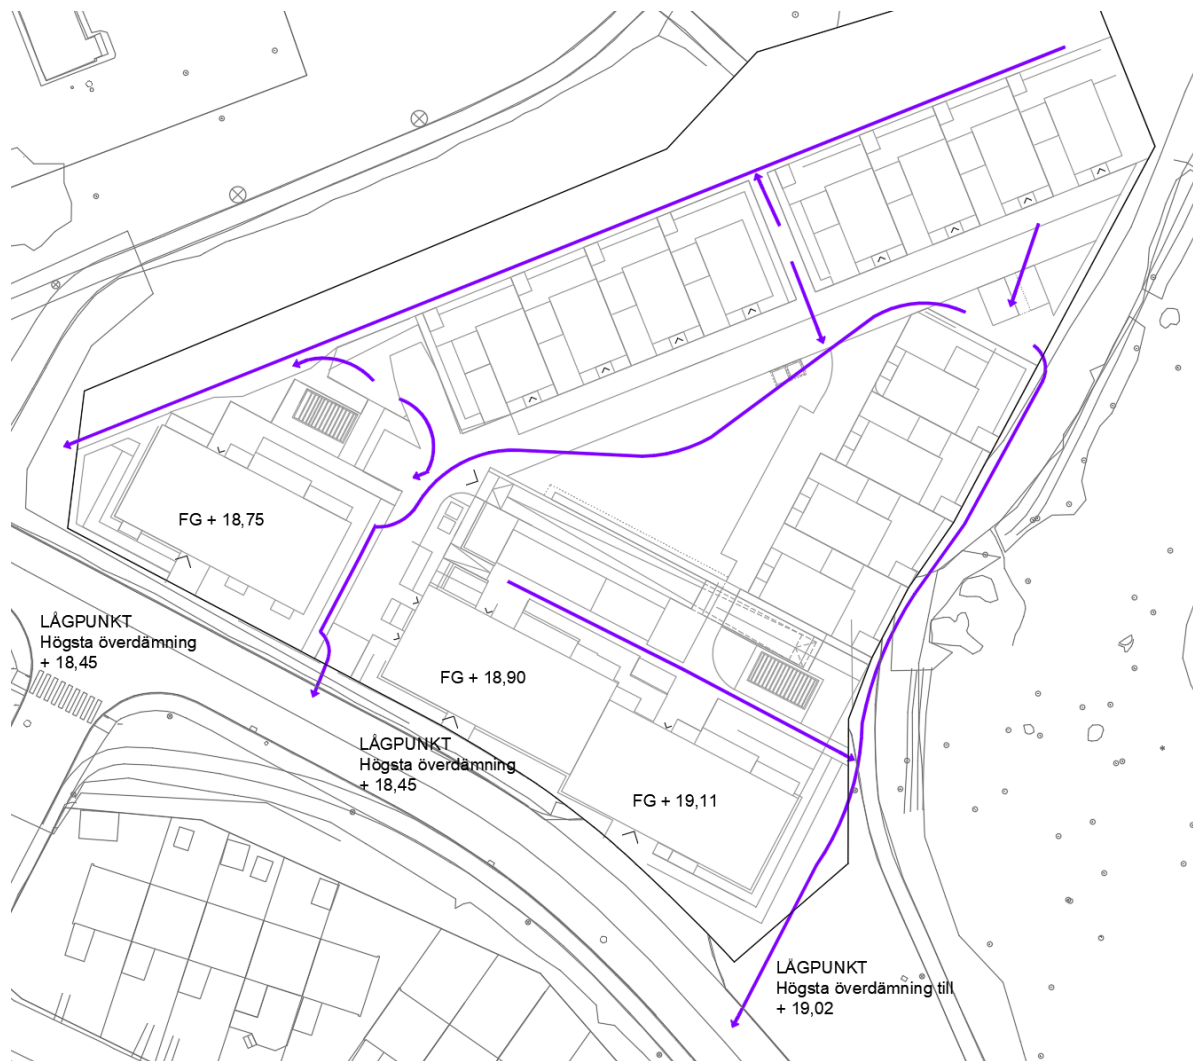 FG + 18,75
LÅGPUNKT
Högsta överdämning
+ 18,45
FG + 18,90
LÅGPUNKT
Högsta överdämning
+ 18,45
FG + 19,11
LÅGPUNKT
Högsta överdämning till
+ 19,02